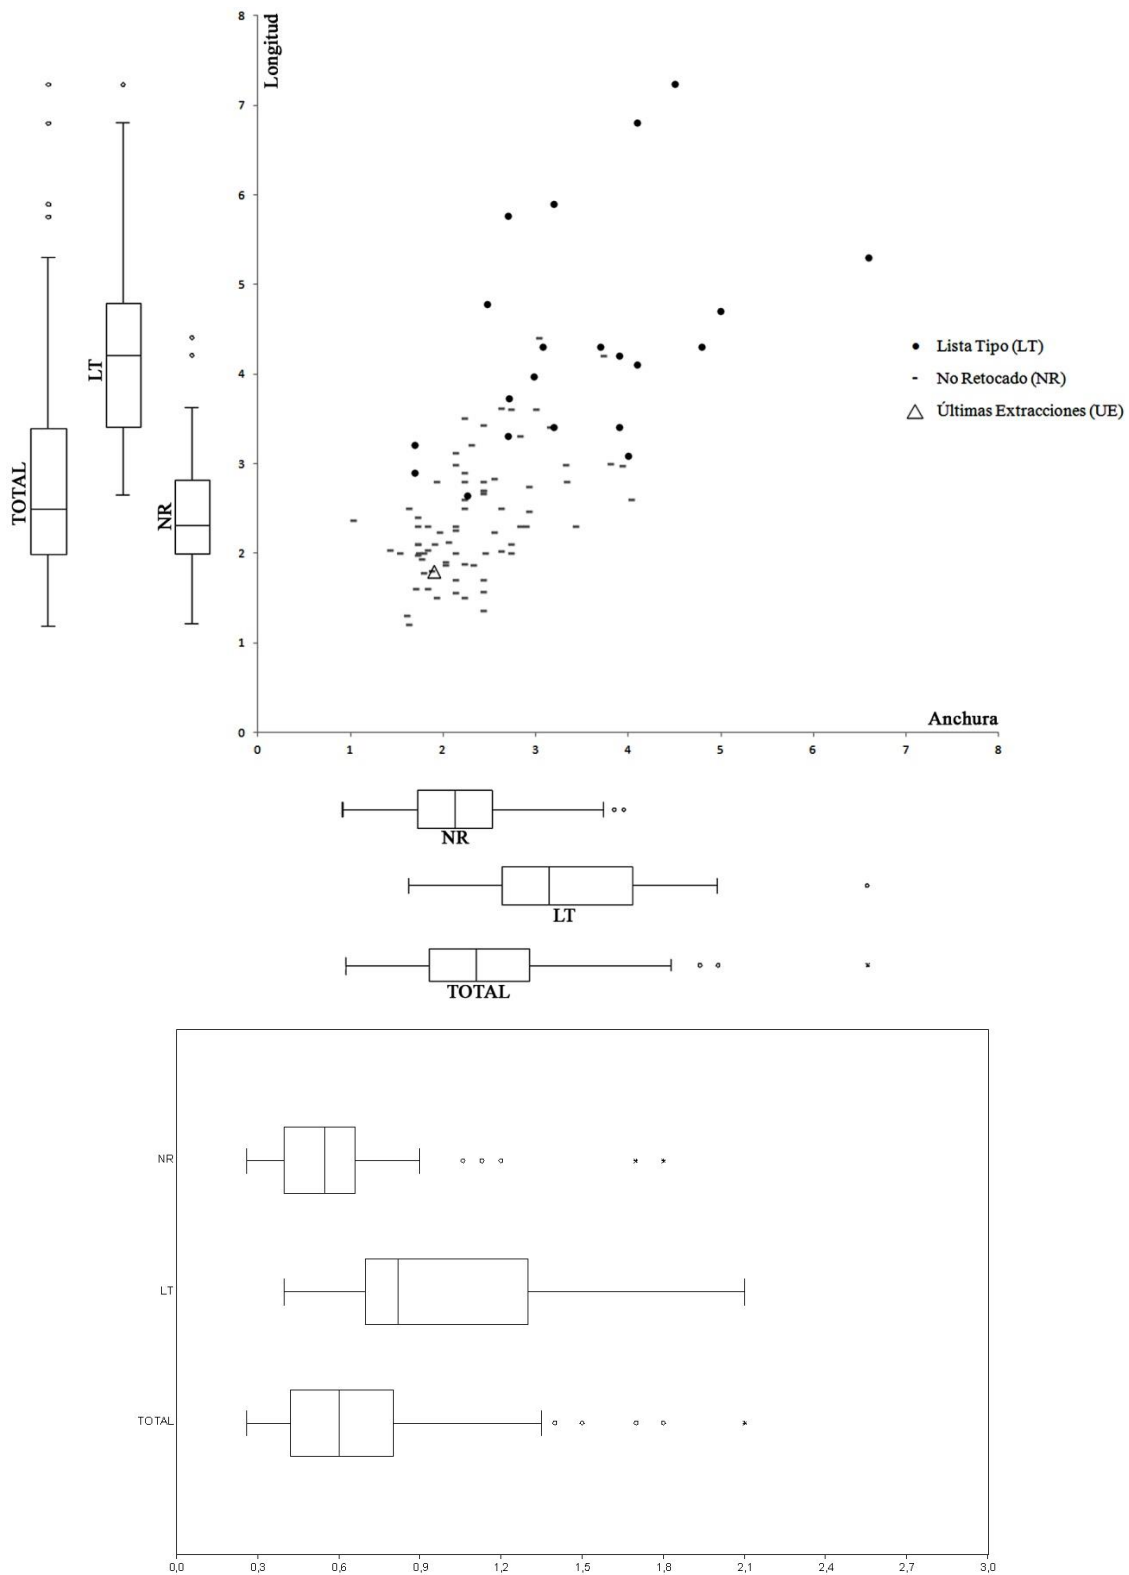 8
Longitud
7
6
5
4
3
2
1
0
TOTAL
LT
NR
Lista Tipo (LT)
No Retocado (NR)
Últimas Extracciones (UE)
Anchura
0 1 2 3 4 5 6 7 8
NR
LT
TOTAL
NR
LT
TOTAL
0,0 0,3 0,6 0,9 1,2 1,5 1,8 2,1 2,4 2,7 3,0